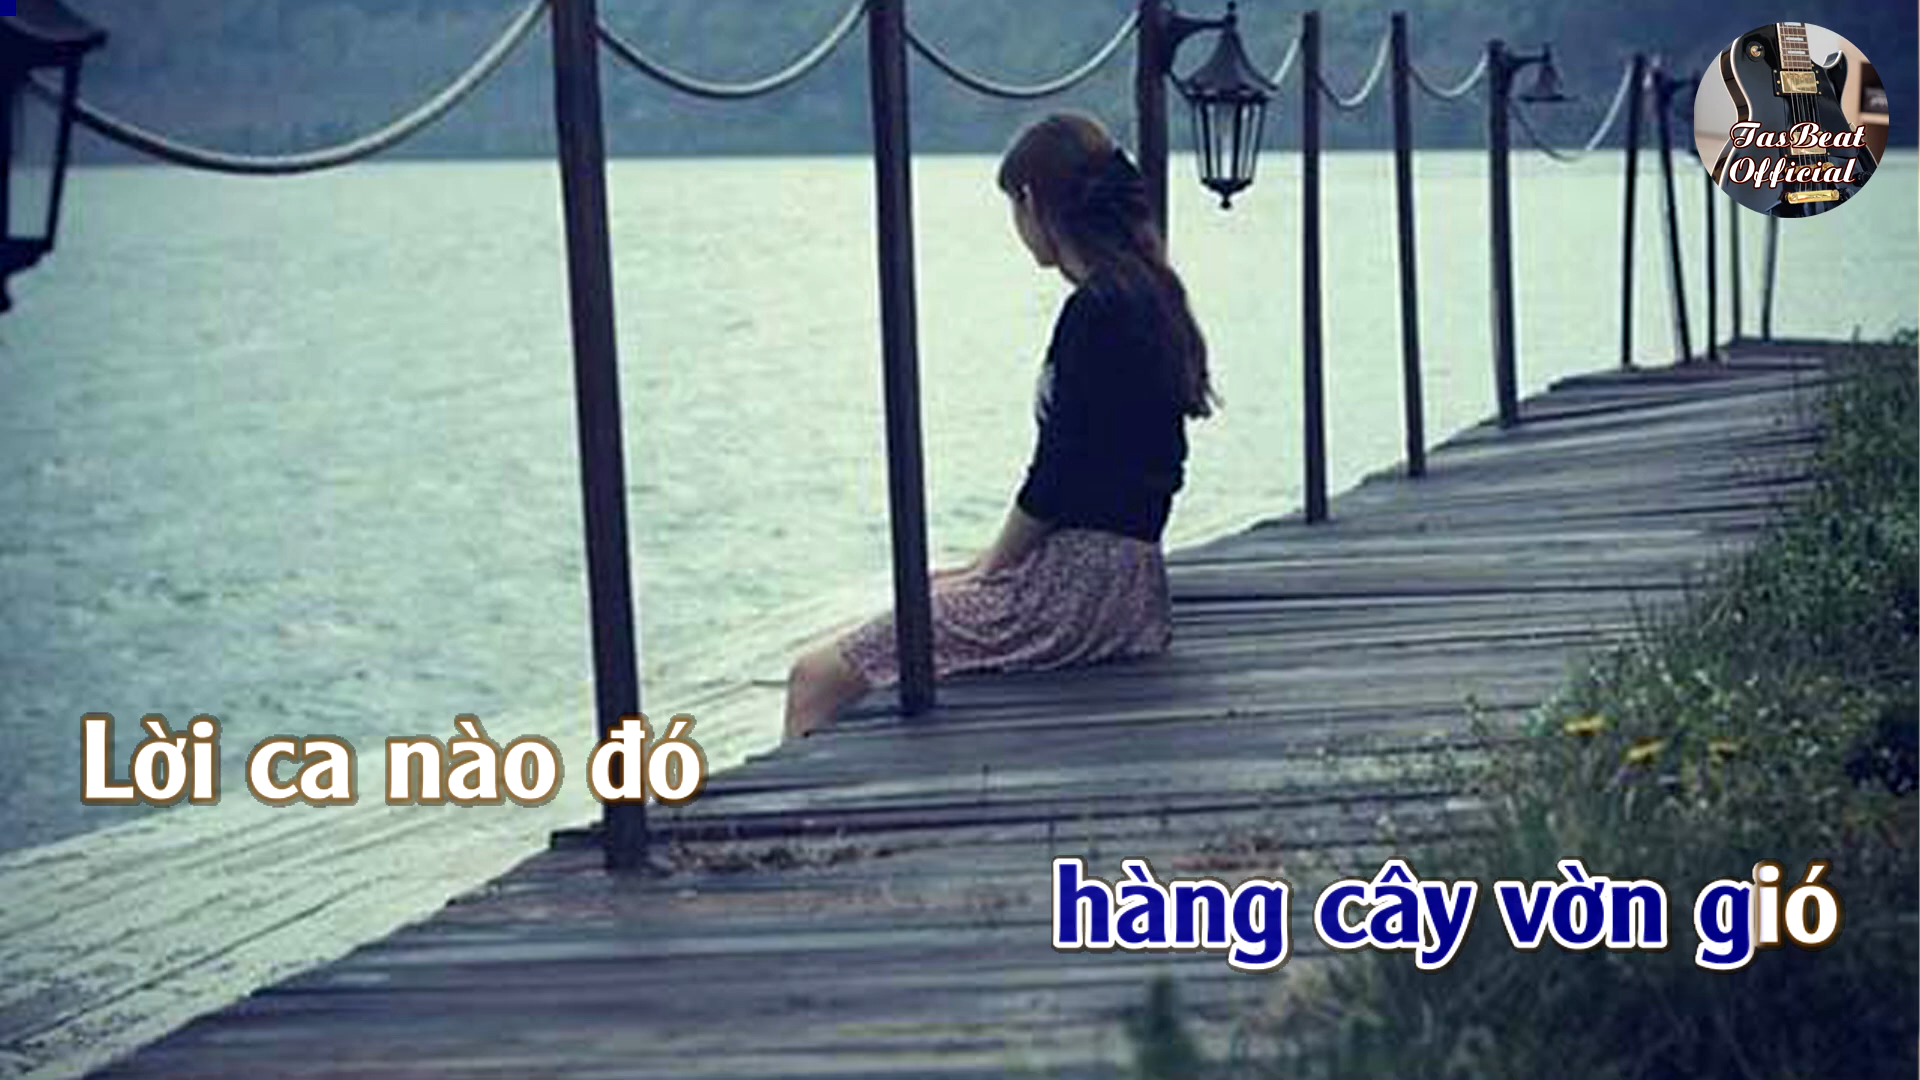 TasBeat
Official
Lời ca nào đó
hàng cây vờn gió